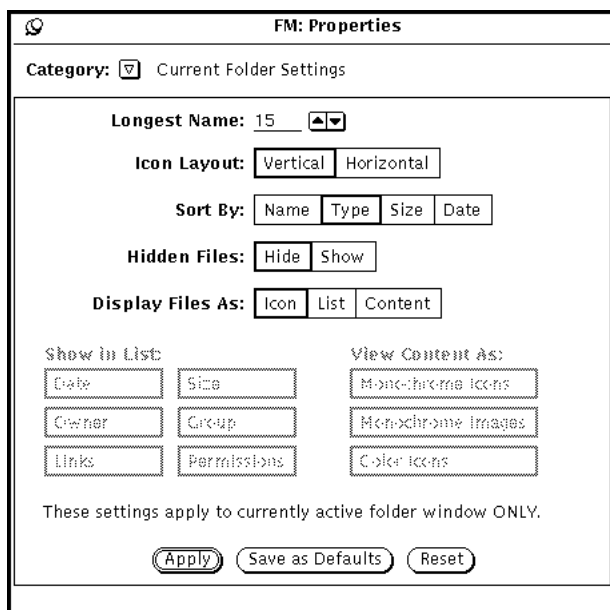 FM: Properties
Category: Current Folder Settings
Longest Name: 15
Icon Layout: Vertical Horizontal
Sort By: Name Type Size Date
Hidden Files: Hide Show
Display Files As: Icon List Content
Show in List: View Content As:
Date Size Monochrome Icons
Owner Group Monochrome Images
Links Permissions Color Icons
These settings apply to currently active folder window ONLY.
Apply Save as Defaults Reset